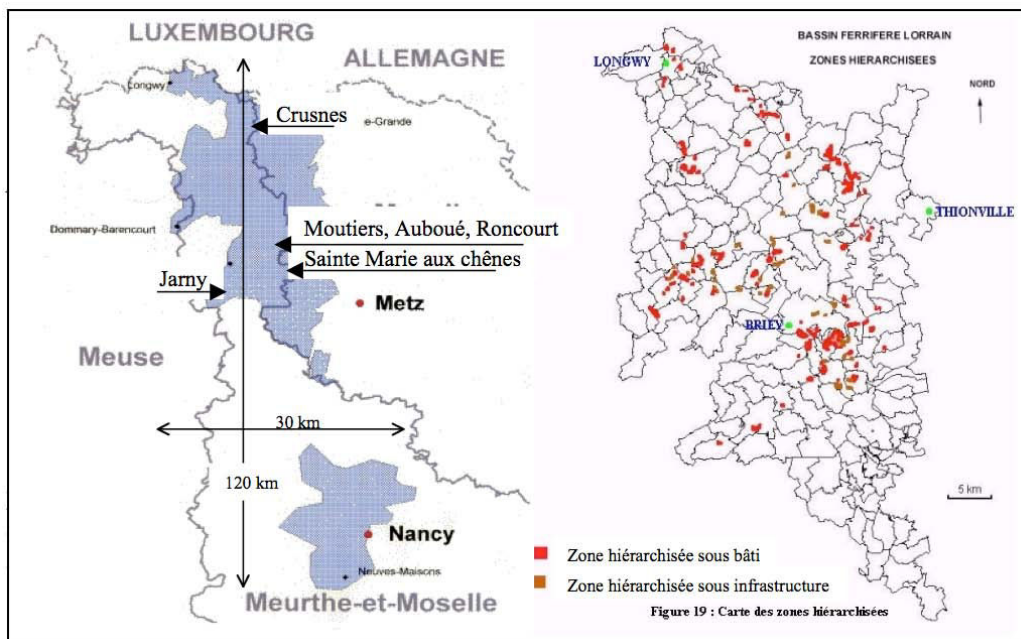 LUXEMBOURG
ALLEMAGNE
Longwy
Crusnes
e-Grande
Dommary-Barencourt
Moutiers, Auboué, Roncourt
Sainte Marie aux chênes
Jarny
Metz
Meuse
30 km
120 km
Nancy
Neuves-Maisons
Meurthe-et-Moselle
BASSIN FERRIFERE LORRAIN
ZONES HIERARCHISEES
LONGWY
NORD
THIONVILLE
BRIEY
5 km
Zone hiérarchisée sous bâti
Zone hiérarchisée sous infrastructure
Figure 19 : Carte des zones hiérarchisées